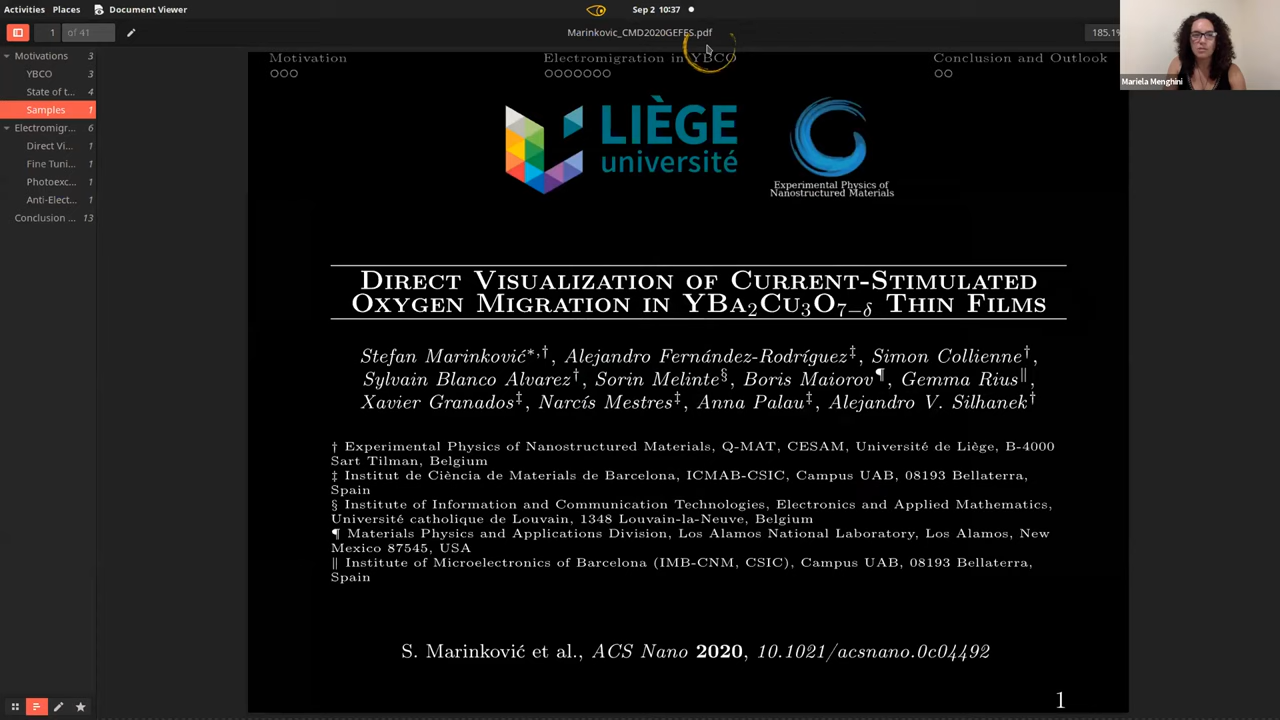 Activities Places Document Viewer Sep 2 10:37
1 of 41 Marinkovic_CMD2020GEFES.pdf 185.1%
Motivations 3
YBCO 3
State of t... 4
Samples 1
Electromigr... 6
Direct Vi... 1
Fine Tuni... 1
Photoexc... 1
Anti-Elect... 1
Conclusion ... 13
Motivation Electromigration in YBCO Conclusion and Outlook
Mariela Menghini
LIÈGE
université
Experimental Physics of
Nanostructured Materials
Direct Visualization of Current-Stimulated
Oxygen Migration in YBa₂Cu₃O₇₋δ Thin Films
Stefan Marinković*,†, Alejandro Fernández-Rodríguez‡, Simon Collienne†,
Sylvain Blanco Alvarez†, Sorin Melinte§, Boris Maiorov¶, Gemma Rius∥,
Xavier Granados‡, Narcís Mestres‡, Anna Palau‡, Alejandro V. Silhanek†
† Experimental Physics of Nanostructured Materials, Q-MAT, CESAM, Université de Liège, B-4000
Sart Tilman, Belgium
‡ Institut de Ciència de Materials de Barcelona, ICMAB-CSIC, Campus UAB, 08193 Bellaterra,
Spain
§ Institute of Information and Communication Technologies, Electronics and Applied Mathematics,
Université catholique de Louvain, 1348 Louvain-la-Neuve, Belgium
¶ Materials Physics and Applications Division, Los Alamos National Laboratory, Los Alamos, New
Mexico 87545, USA
∥ Institute of Microelectronics of Barcelona (IMB-CNM, CSIC), Campus UAB, 08193 Bellaterra,
Spain
S. Marinković et al., ACS Nano 2020, 10.1021/acsnano.0c04492
1